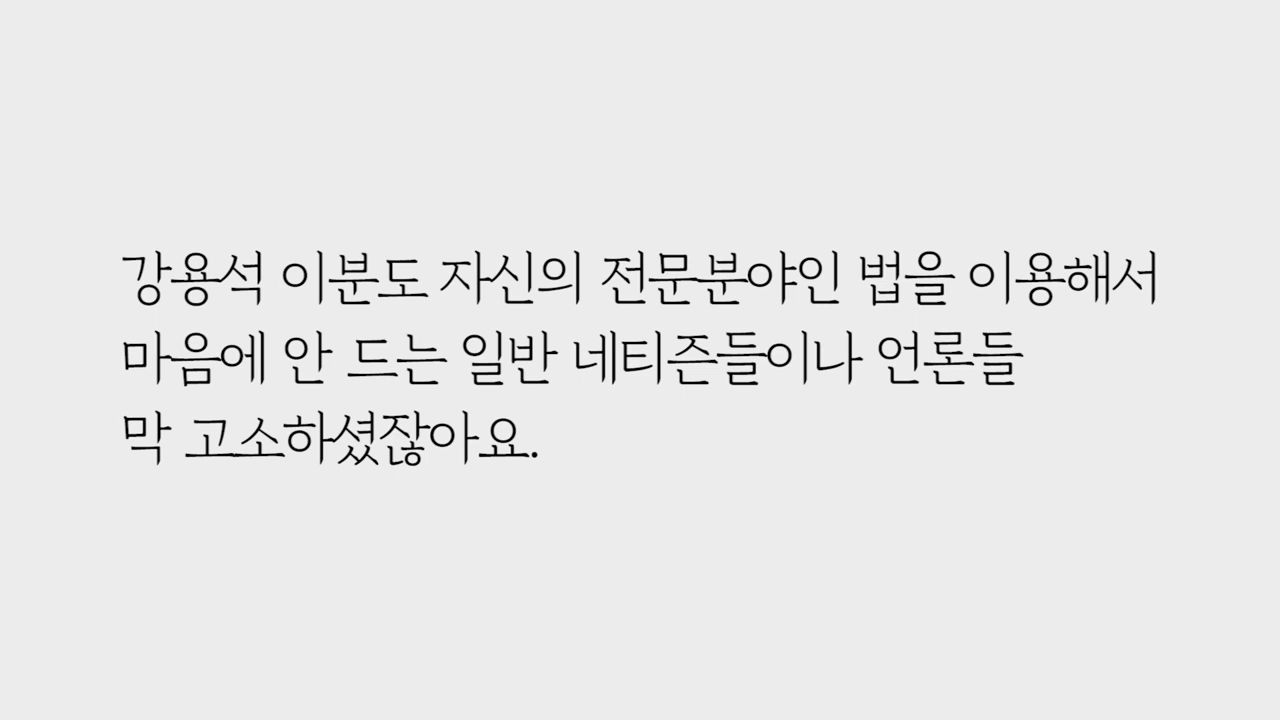 강용석 이분도 자신의 전문분야인 법을 이용해서
마음에 안 드는 일반 네티즌들이나 언론들
막 고소하셨잖아요.